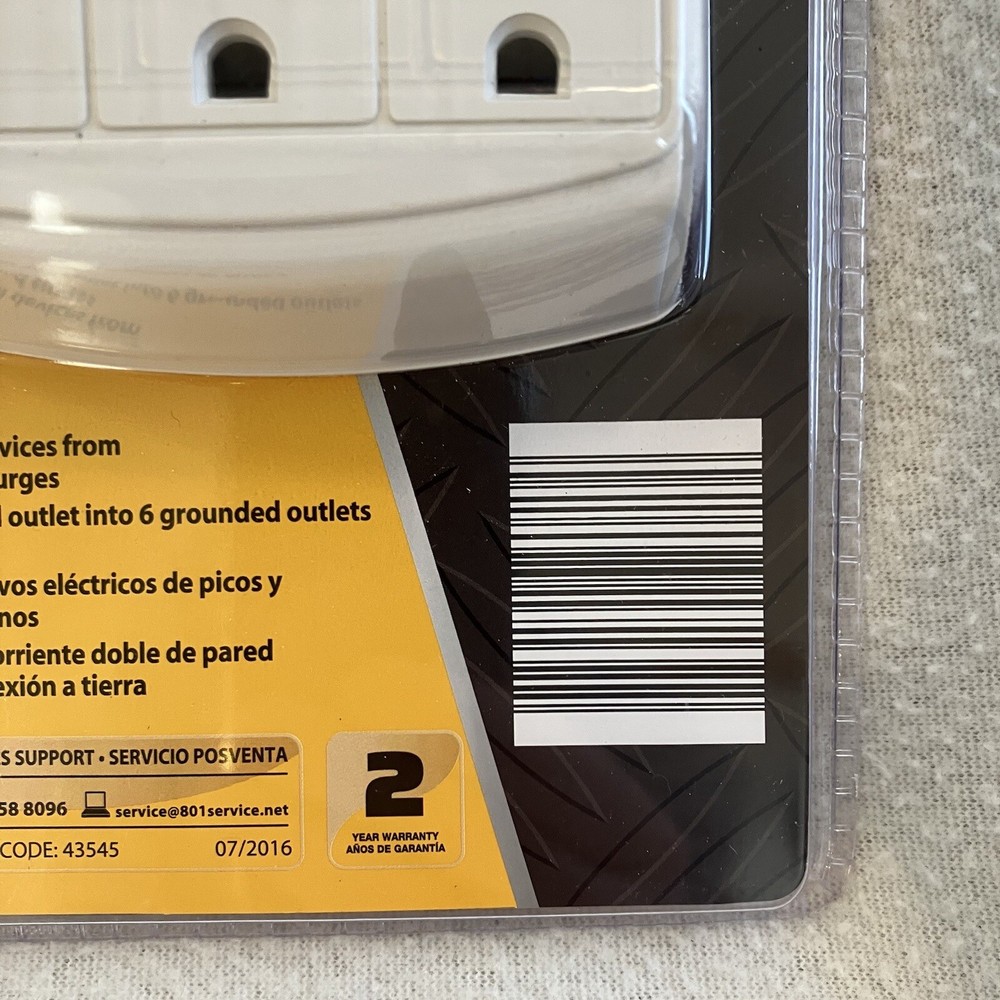 vices from
urges
outlet into 6 grounded outlets
vos eléctricos de picos y
nos
orriente doble de pared
exión a tierra
S SUPPORT • SERVICIO POSVENTA
58 8096 service@801service.net
CODE: 43545 07/2016
2
YEAR WARRANTY
AÑOS DE GARANTÍA